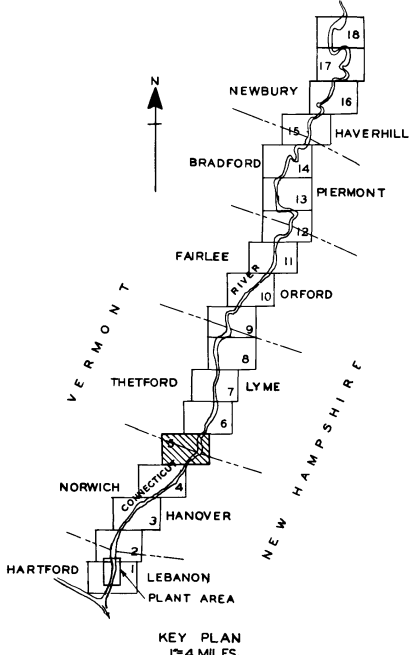 18
17
N
NEWBURY
16
15
HAVERHILL
BRADFORD
14
13
PIERMONT
12
FAIRLEE
11
RIVER
10
ORFORD
9
VERMONT
8
THETFORD
7
LYME
6
NEW HAMPSHIRE
5
CONNECTICUT
4
NORWICH
3
HANOVER
2
HARTFORD
1
LEBANON
PLANT AREA
KEY PLAN
1"=4 MILES